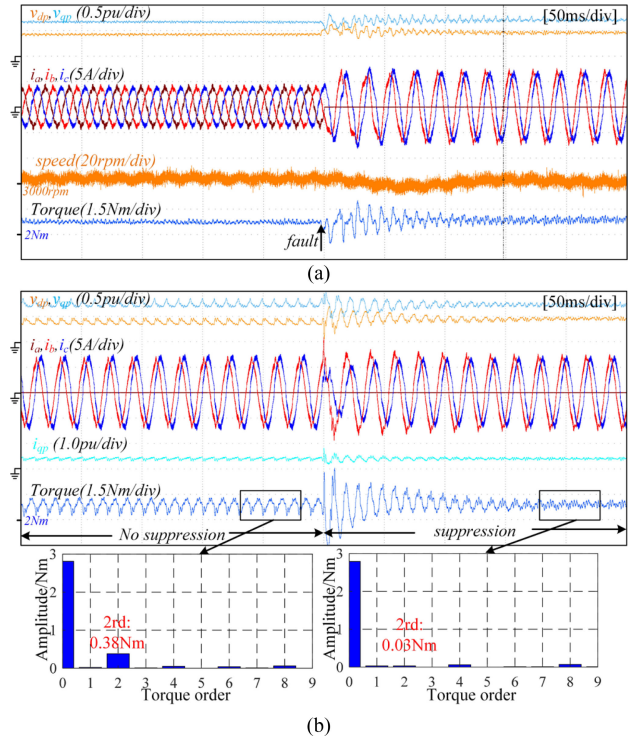 v_dp,v_qp (0.5pu/div) [50ms/div]
i_a,i_b,i_c(5A/div)
speed(20rpm/div)
3000rpm
Torque(1.5Nm/div)
2Nm
fault
(a)
v_dp,v_qp (0.5pu/div) [50ms/div]
i_a,i_b,i_c(5A/div)
i_qp (1.0pu/div)
Torque(1.5Nm/div)
2Nm
No suppression suppression
Amplitude/Nm
3
2
1
0
2rd:
0.38Nm
0 1 2 3 4 5 6 7 8 9
Torque order
Amplitude/Nm
3
2
1
0
2rd:
0.03Nm
0 1 2 3 4 5 6 7 8 9
Torque order
(b)